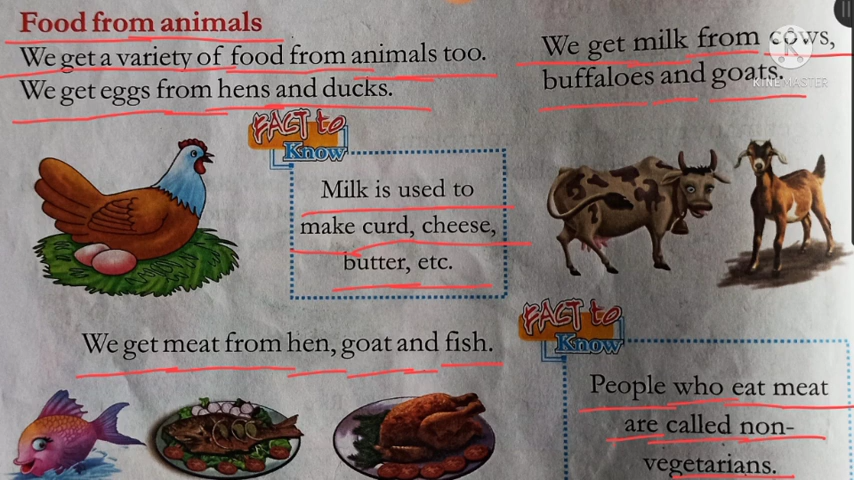 Food from animals
We get a variety of food from animals too.
We get eggs from hens and ducks.
We get milk from cows,
buffaloes and goats.
KINEMASTER
FACT to
Know
Milk is used to
make curd, cheese,
butter, etc.
We get meat from hen, goat and fish.
FACT to
Know
People who eat meat
are called non-
vegetarians.